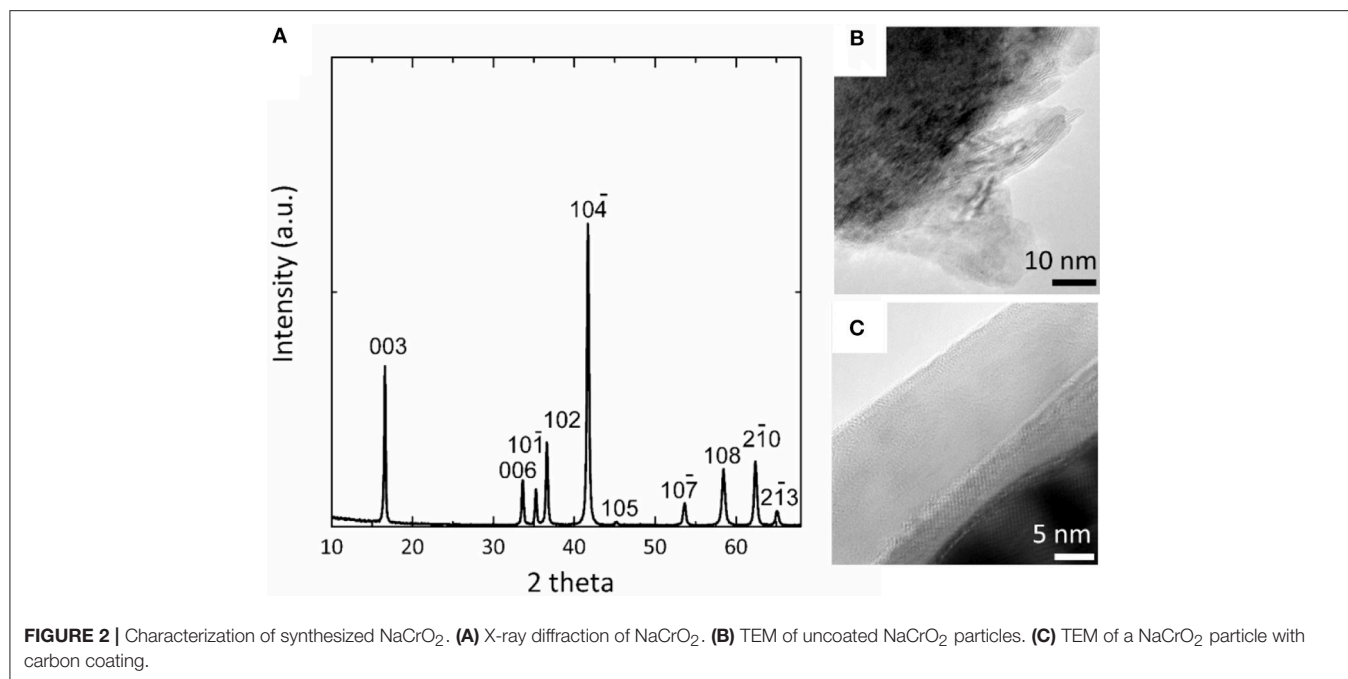 A
Intensity (a.u.)
003
006
101̄
102
104̄
105
107̄
108
21̄0
21̄3
10 20 30 40 50 60
2 theta
B
10 nm
C
5 nm
FIGURE 2 | Characterization of synthesized NaCrO₂. (A) X-ray diffraction of NaCrO₂. (B) TEM of uncoated NaCrO₂ particles. (C) TEM of a NaCrO₂ particle with
carbon coating.